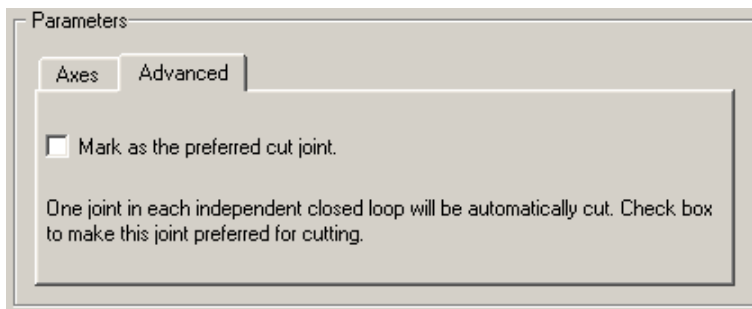 Parameters
Axes
Advanced
Mark as the preferred cut joint.
One joint in each independent closed loop will be automatically cut. Check box
to make this joint preferred for cutting.